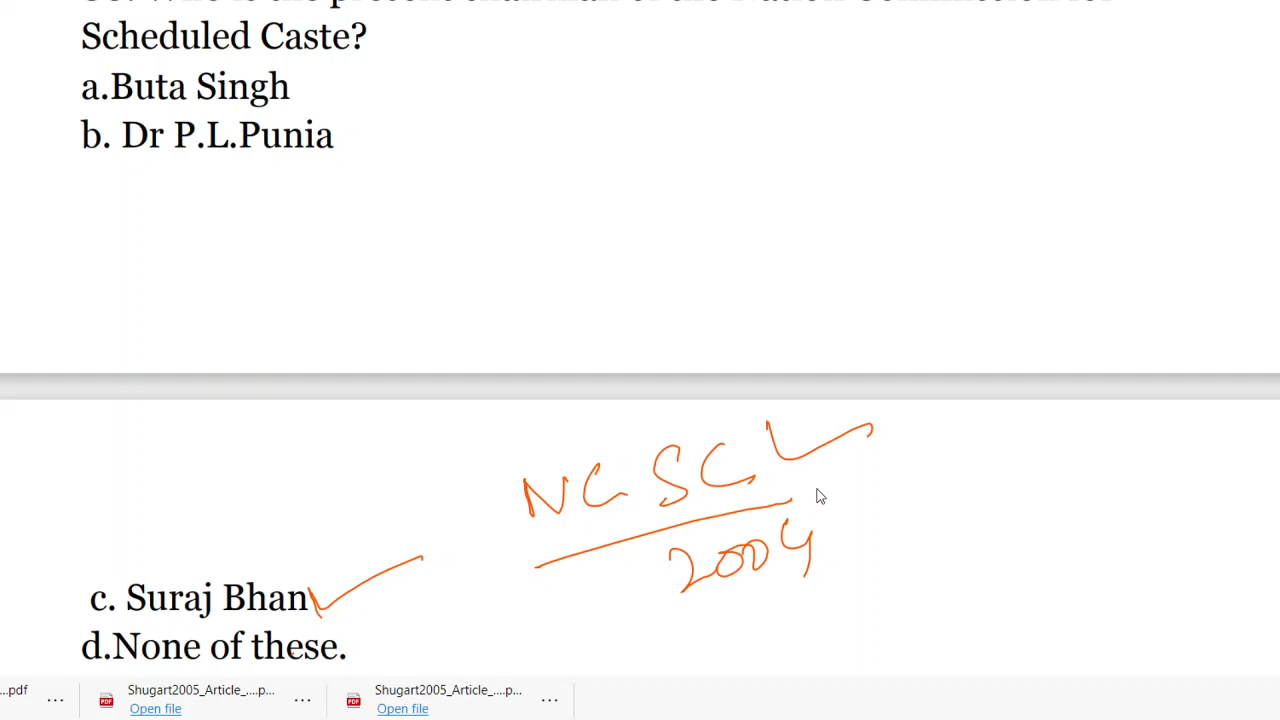 Scheduled Caste?
a.Buta Singh
b. Dr P.L.Punia
NCSC
2004
c. Suraj Bhan
d.None of these.
...pdf ... Shugart2005_Article_....p... ... Shugart2005_Article_....p... ...
Open file Open file